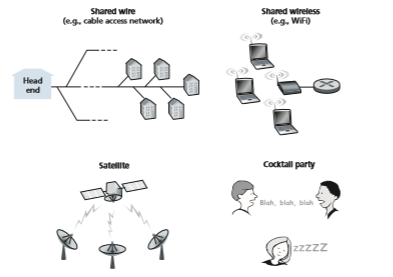 Shared wire
(e.g., cable access network)
Shared wireless
(e.g., WiFi)
Head
end
Satellite
Cocktail party
Blah, blah, blah
zzzzz